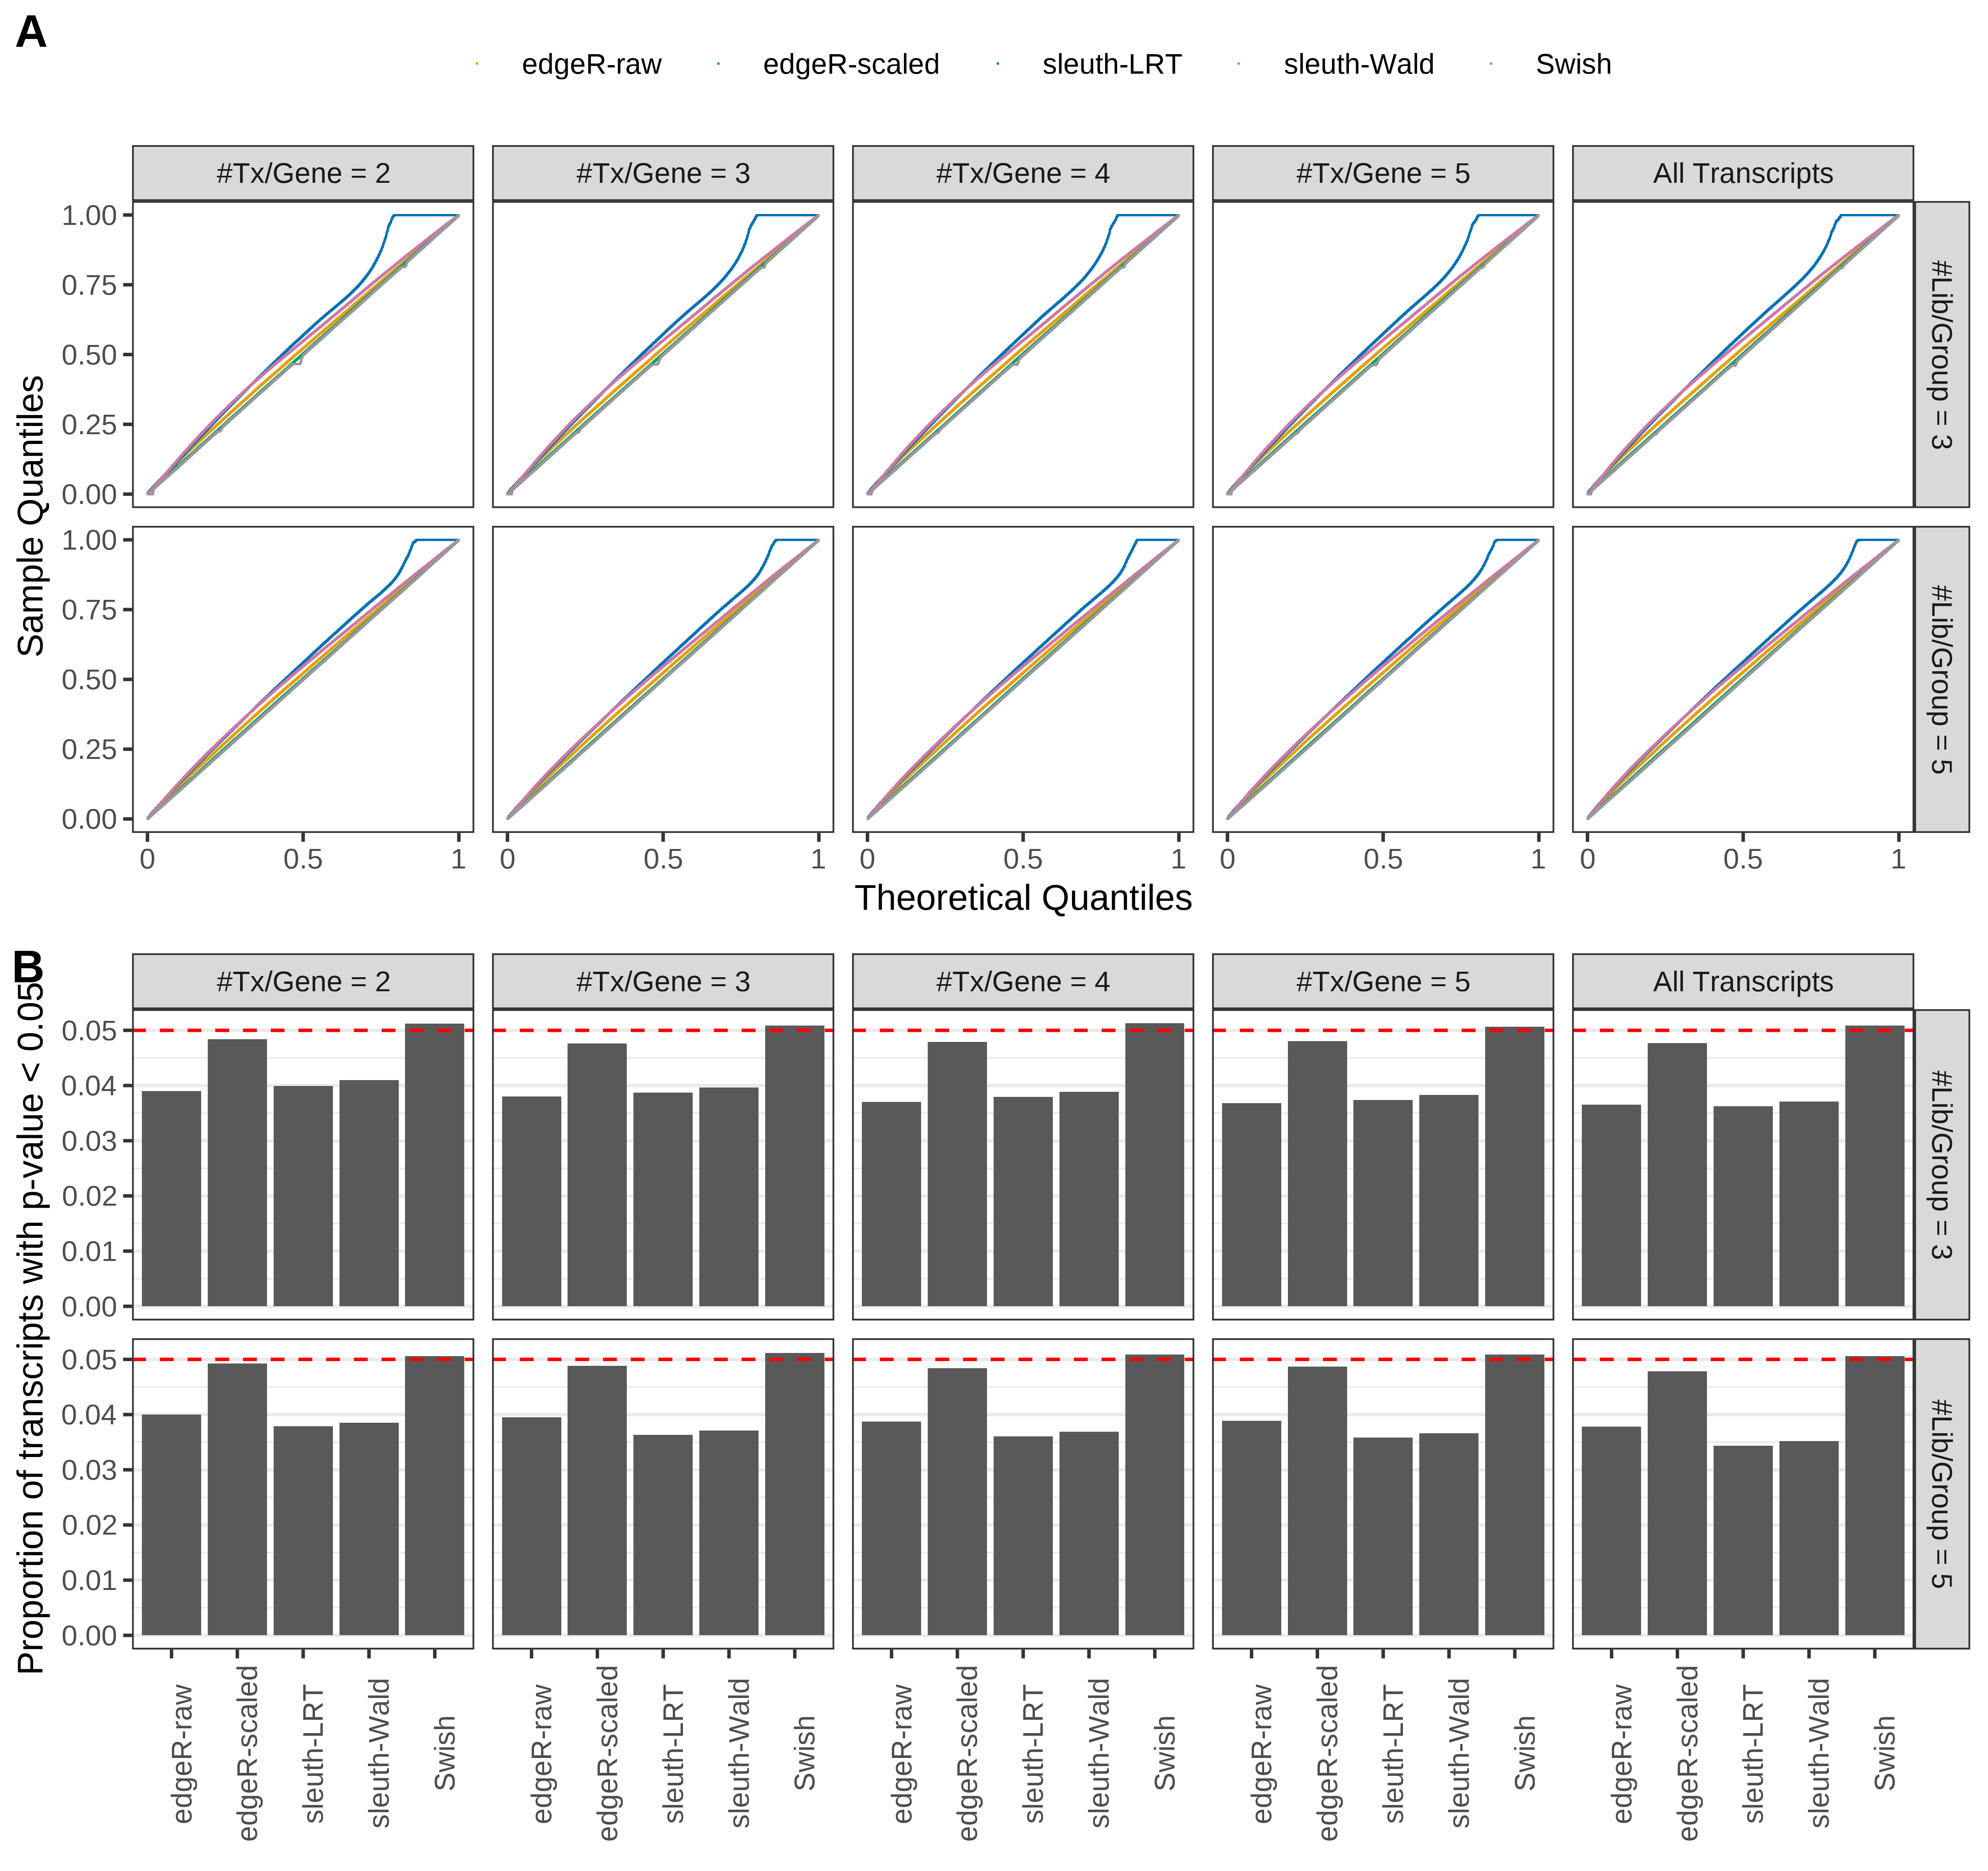 A
edgeR-raw edgeR-scaled sleuth-LRT sleuth-Wald Swish
#Tx/Gene = 2 #Tx/Gene = 3 #Tx/Gene = 4 #Tx/Gene = 5 All Transcripts
Sample Quantiles
1.00
0.75
0.50
0.25
0.00
#Lib/Group = 3
1.00
0.75
0.50
0.25
0.00
#Lib/Group = 5
0 0.5 1 0 0.5 1 0 0.5 1 0 0.5 1 0 0.5 1
Theoretical Quantiles
B
#Tx/Gene = 2 #Tx/Gene = 3 #Tx/Gene = 4 #Tx/Gene = 5 All Transcripts
Proportion of transcripts with p-value < 0.05
0.05
0.04
0.03
0.02
0.01
0.00
#Lib/Group = 3
0.05
0.04
0.03
0.02
0.01
0.00
#Lib/Group = 5
edgeR-raw edgeR-scaled sleuth-LRT sleuth-Wald Swish edgeR-raw edgeR-scaled sleuth-LRT sleuth-Wald Swish edgeR-raw edgeR-scaled sleuth-LRT sleuth-Wald Swish edgeR-raw edgeR-scaled sleuth-LRT sleuth-Wald Swish edgeR-raw edgeR-scaled sleuth-LRT sleuth-Wald Swish